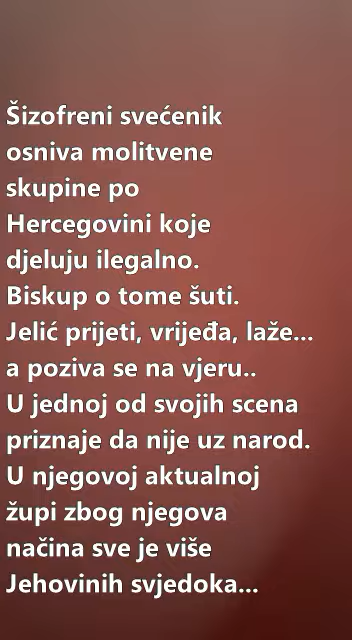 Šizofreni svećenik
osniva molitvene
skupine po
Hercegovini koje
djeluju ilegalno.
Biskup o tome šuti.
Jelić prijeti, vrijeđa, laže...
a poziva se na vjeru..
U jednoj od svojih scena
priznaje da nije uz narod.
U njegovoj aktualnoj
župi zbog njegova
načina sve je više
Jehovinih svjedoka...